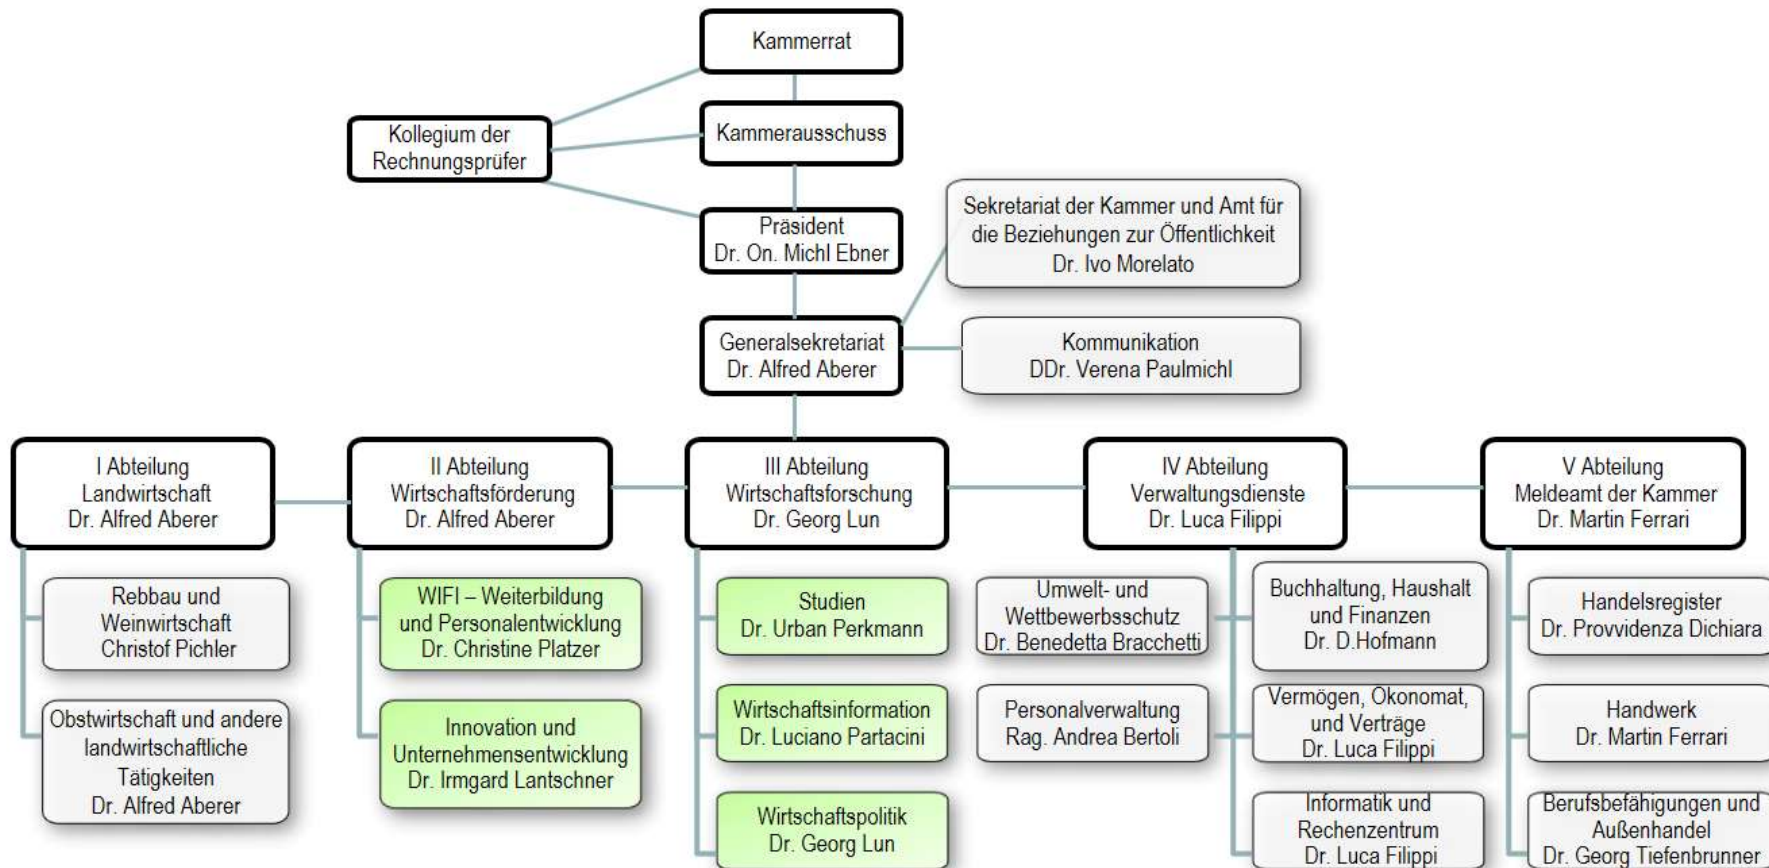 Kammerrat
Kollegium der
Rechnungsprüfer
Kammerausschuss
Präsident
Dr. On. Michl Ebner
Sekretariat der Kammer und Amt für
die Beziehungen zur Öffentlichkeit
Dr. Ivo Morelato
Generalsekretariat
Dr. Alfred Aberer
Kommunikation
DDr. Verena Paulmichl
I Abteilung
Landwirtschaft
Dr. Alfred Aberer
II Abteilung
Wirtschaftsförderung
Dr. Alfred Aberer
III Abteilung
Wirtschaftsforschung
Dr. Georg Lun
IV Abteilung
Verwaltungsdienste
Dr. Luca Filippi
V Abteilung
Meldeamt der Kammer
Dr. Martin Ferrari
Rebbau und
Weinwirtschaft
Christof Pichler
Obstwirtschaft und andere
landwirtschaftliche
Tätigkeiten
Dr. Alfred Aberer
WIFI – Weiterbildung
und Personalentwicklung
Dr. Christine Platzer
Innovation und
Unternehmensentwicklung
Dr. Irmgard Lantschner
Studien
Dr. Urban Perkmann
Wirtschaftsinformation
Dr. Luciano Partacini
Wirtschaftspolitik
Dr. Georg Lun
Umwelt- und
Wettbewerbsschutz
Dr. Benedetta Bracchetti
Personalverwaltung
Rag. Andrea Bertoli
Buchhaltung, Haushalt
und Finanzen
Dr. D.Hofmann
Vermögen, Ökonomat,
und Verträge
Dr. Luca Filippi
Informatik und
Rechenzentrum
Dr. Luca Filippi
Handelsregister
Dr. Provvidenza Dichiara
Handwerk
Dr. Martin Ferrari
Berufsbefähigungen und
Außenhandel
Dr. Georg Tiefenbrunner